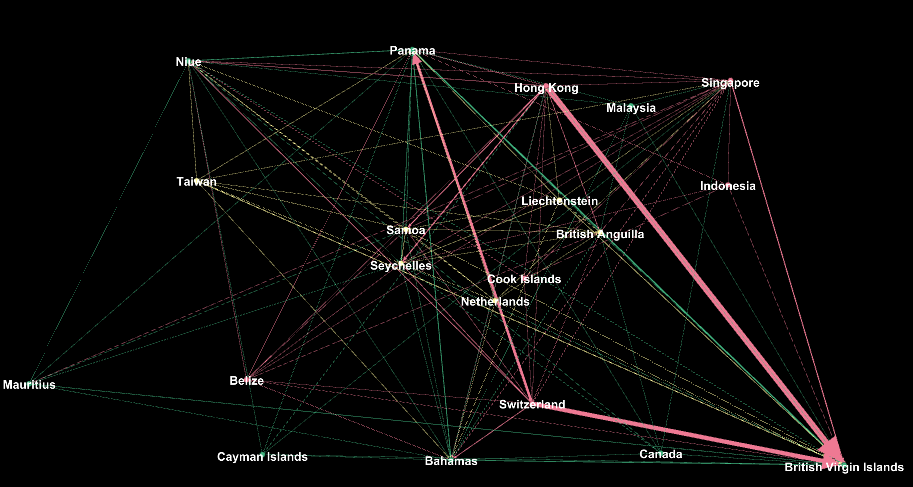 Panama
Niue
Hong Kong
Singapore
Malaysia
Taiwan
Indonesia
Liechtenstein
Samoa
British Anguilla
Seychelles
Cook Islands
Netherlands
Mauritius
Belize
Switzerland
Cayman Islands
Bahamas
Canada
British Virgin Islands